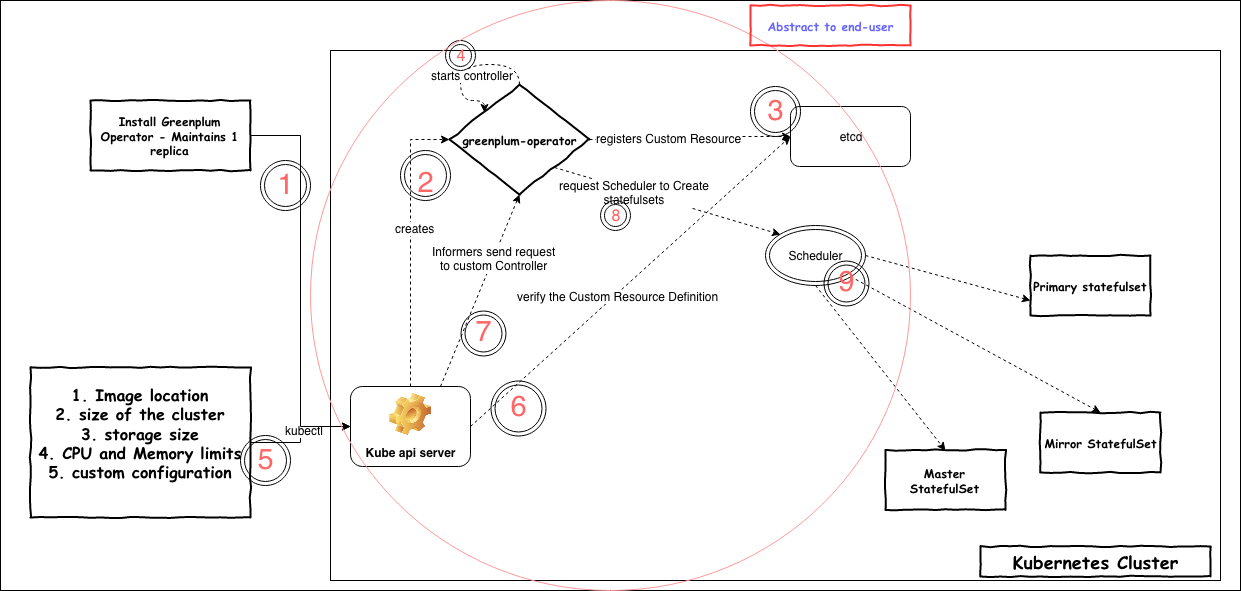 Abstract to end-user
4
starts controller
Install Greenplum
Operator - Maintains 1
replica
3
etcd
greenplum-operator
registers Custom Resource
1
2
request Scheduler to Create
statefulsets
8
creates
Informers send request
to custom Controller
Scheduler
9
Primary statefulset
verify the Custom Resource Definition
7
6
1. Image location
2. size of the cluster
3. storage size
4. CPU and Memory limits
5. custom configuration
kubectl
5
Kube api server
Mirror StatefulSet
Master
StatefulSet
Kubernetes Cluster